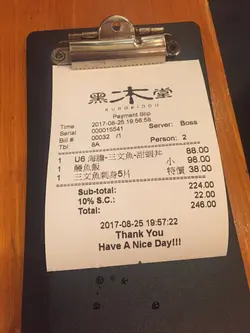 黑木堂
KUROKIDOU
Payment Slip
Time 2017-08-25 19:56:58
Serial 000016541 Server: Boss
Bill # 00032 /1
Tbl 8A Person: 2
1 U6 海膽-三文魚-甜蝦丼 88.00
1 鰻魚飯 小 98.00
1 三文魚刺身5片 特價 38.00
Sub-total: 224.00
10% S.C.: 22.00
Total: 246.00
2017-08-25 19:57:22
Thank You
Have A Nice Day!!!